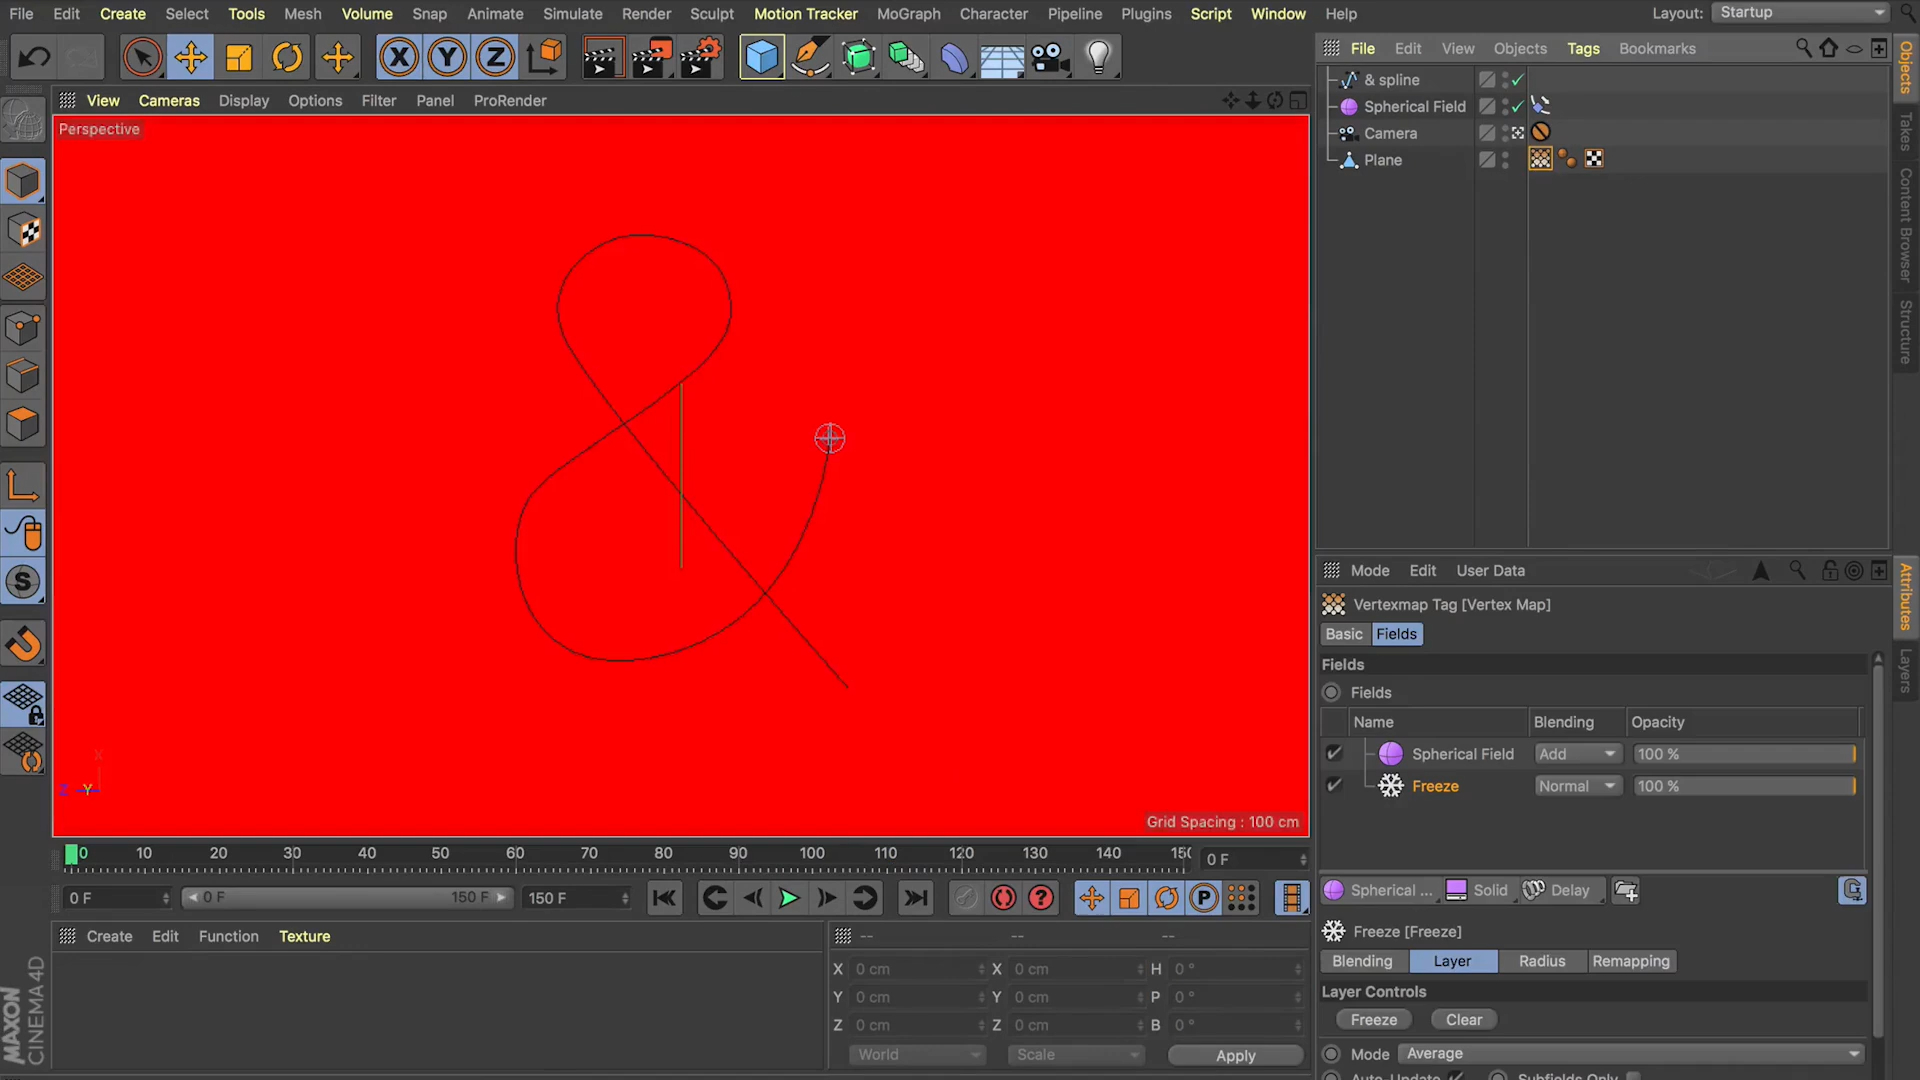 File Edit Create Select Tools Mesh Volume Snap Animate Simulate Render Sculpt Motion Tracker MoGraph Character Pipeline Plugins Script Window Help Layout: Startup
X Y Z
File Edit View Objects Tags Bookmarks
View Cameras Display Options Filter Panel ProRender
Perspective
& spline
Spherical Field
Camera
Plane
Objects
Takes
Content Browser
Structure
S
X
Z Y
Grid Spacing : 100 cm
Mode Edit User Data
Vertexmap Tag [Vertex Map]
Basic Fields
Fields
Fields
Name Blending Opacity
Spherical Field Add 100 %
Freeze Normal 100 %
Attributes
Layers
0 10 20 30 40 50 60 70 80 90 100 110 120 130 140 0 F
0 F 0 F 150 F 150 F
? P
Spherical ... Solid Delay
Freeze [Freeze]
Blending Layer Radius Remapping
Layer Controls
Freeze Clear
Mode Average
Auto-Update Subfields Only
Create Edit Function Texture
-- -- --
X 0 cm X 0 cm H 0 °
Y 0 cm Y 0 cm P 0 °
Z 0 cm Z 0 cm B 0 °
World Scale Apply
MAXON
CINEMA 4D